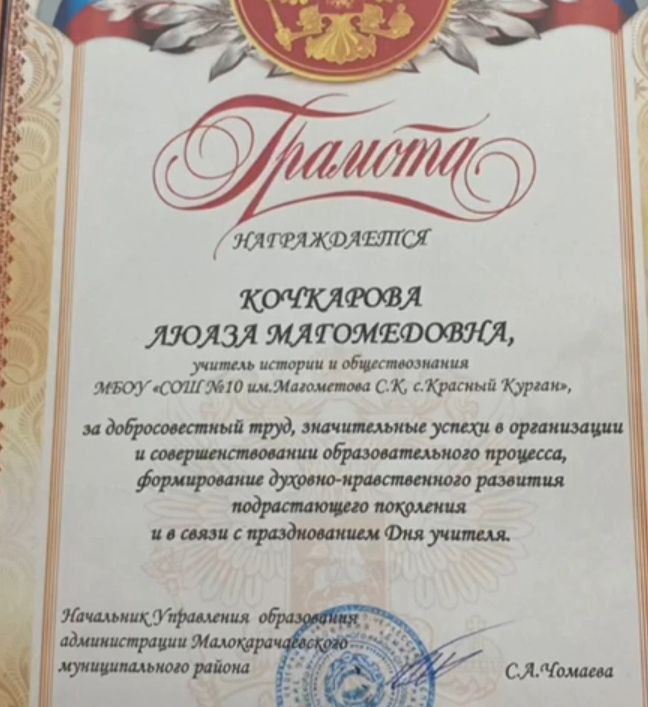 Грамота
НАГРАЖДАЕТСЯ
КОЧКАРОВА
ЛЮАЗА МАГОМЕДОВНА,
учитель истории и обществознания
МБОУ «СОШ №10 им.Магометова С.К, с.Красный Курган»,
за добросовестный труд, значительные успехи в организации
и совершенствовании образовательного процесса,
формирование духовно-нравственного развития
подрастающего поколения
и в связи с празднованием Дня учителя.
Начальник Управления образования
администрации Малокарачаевского
муниципального района
С.А.Чомаева